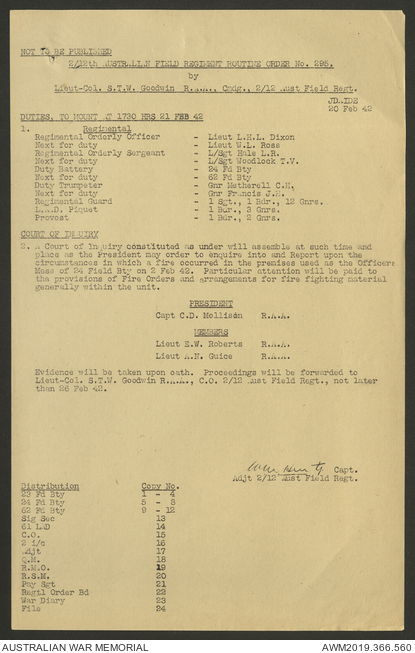 NOT TO BE PUBLISHED
2/12th AUSTRALIAN FIELD REGIMENT ROUTINE ORDER No. 298.
by
Lieut-Col. S.T.W. Goodwin R.A.A., Cmdg., 2/12 Aust Field Regt.
20 Feb 42
DUTIES, TO MOUNT AT 1730 HRS 21 FEB 42
1. Regimental
Regimental Orderly Officer - Lieut L.H.L. Dixon
Next for duty - Lieut W.L. Ross
Regimental Orderly Sergeant - L/Sgt Hale L.R.
Next for duty - L/Sgt Woodlock T.V.
Duty Battery - 24 Fd Bty
Next for duty - 62 Fd Bty
Duty Trumpeter - Gnr Metherell C.H.
Next for duty - Gnr Francis J.H.
Regimental Guard - 1 Sgt., 1 Bdr., 12 Gnrs.
L.A.D. Piquet - 1 Bdr., 3 Gnrs.
Provost - 1 Bdr., 2 Gnrs.
COURT OF INQUIRY
2. A Court of Inquiry constituted as under will assemble at such time and
place as the President may order to enquire into and Report upon the
circumstances in which a fire occurred in the premises used as the Officers
Mess of 24 Field Bty on 2 Feb 42. Particular attention will be paid to
the provisions of Fire Orders and arrangements for fire fighting material
generally within the unit.
PRESIDENT
Capt C.D. Mollison R.A.A.
MEMBERS
Lieut E.W. Roberts R.A.A.
Lieut A.N. Guice R.A.A.
Evidence will be taken upon oath. Proceedings will be forwarded to
Lieut-Col. S.T.W. Goodwin R.A.A., C.O. 2/12 Aust Field Regt., not later
than 26 Feb 42.
Capt.
Adjt 2/12 Aust Field Regt.
Distribution Copy No.
23 Fd Bty 1 - 4
24 Fd Bty 5 - 8
62 Fd Bty 9 - 12
Sig Sec 13
61 LAD 14
C.O. 15
2 i/c 16
Adjt 17
Q.M. 18
R.M.O. 19
R.S.M. 20
Pay Sgt 21
Regtl Order Bd 22
War Diary 23
File 24
AUSTRALIAN WAR MEMORIAL AWM2019.366.560